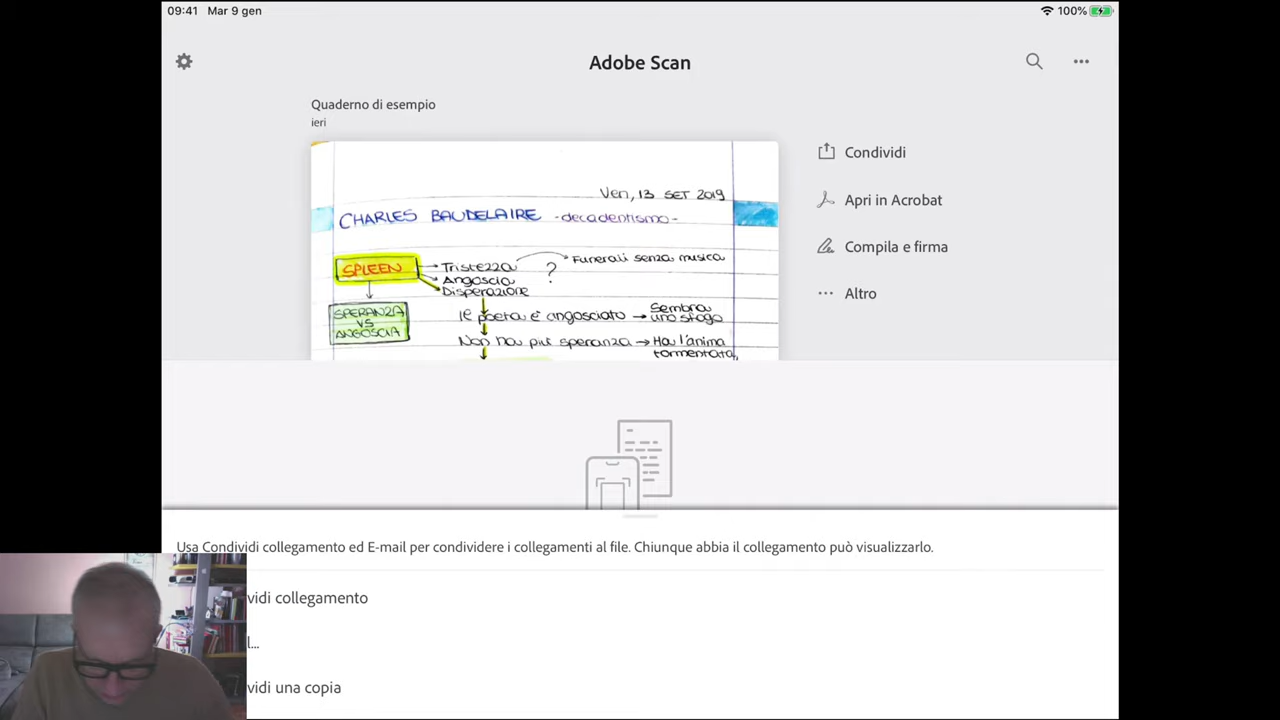 09:41 Mar 9 gen 100%
Adobe Scan
Quaderno di esempio
ieri
Ven, 13 SET 2019
CHARLES BAUDELAIRE -decadentismo-
SPLEEN
Tristezza
Angoscia
Disperazione
?
Funerali senza musica
SPERANZA
VS
ANGOSCIA
Il poeta è angosciato
Sembra
uno sfogo
Non ha più speranza
Ha l'anima
tormentata,
Condividi
Apri in Acrobat
Compila e firma
Altro
Usa Condividi collegamento ed E-mail per condividere i collegamenti al file. Chiunque abbia il collegamento può visualizzarlo.
vidi collegamento
l...
vidi una copia